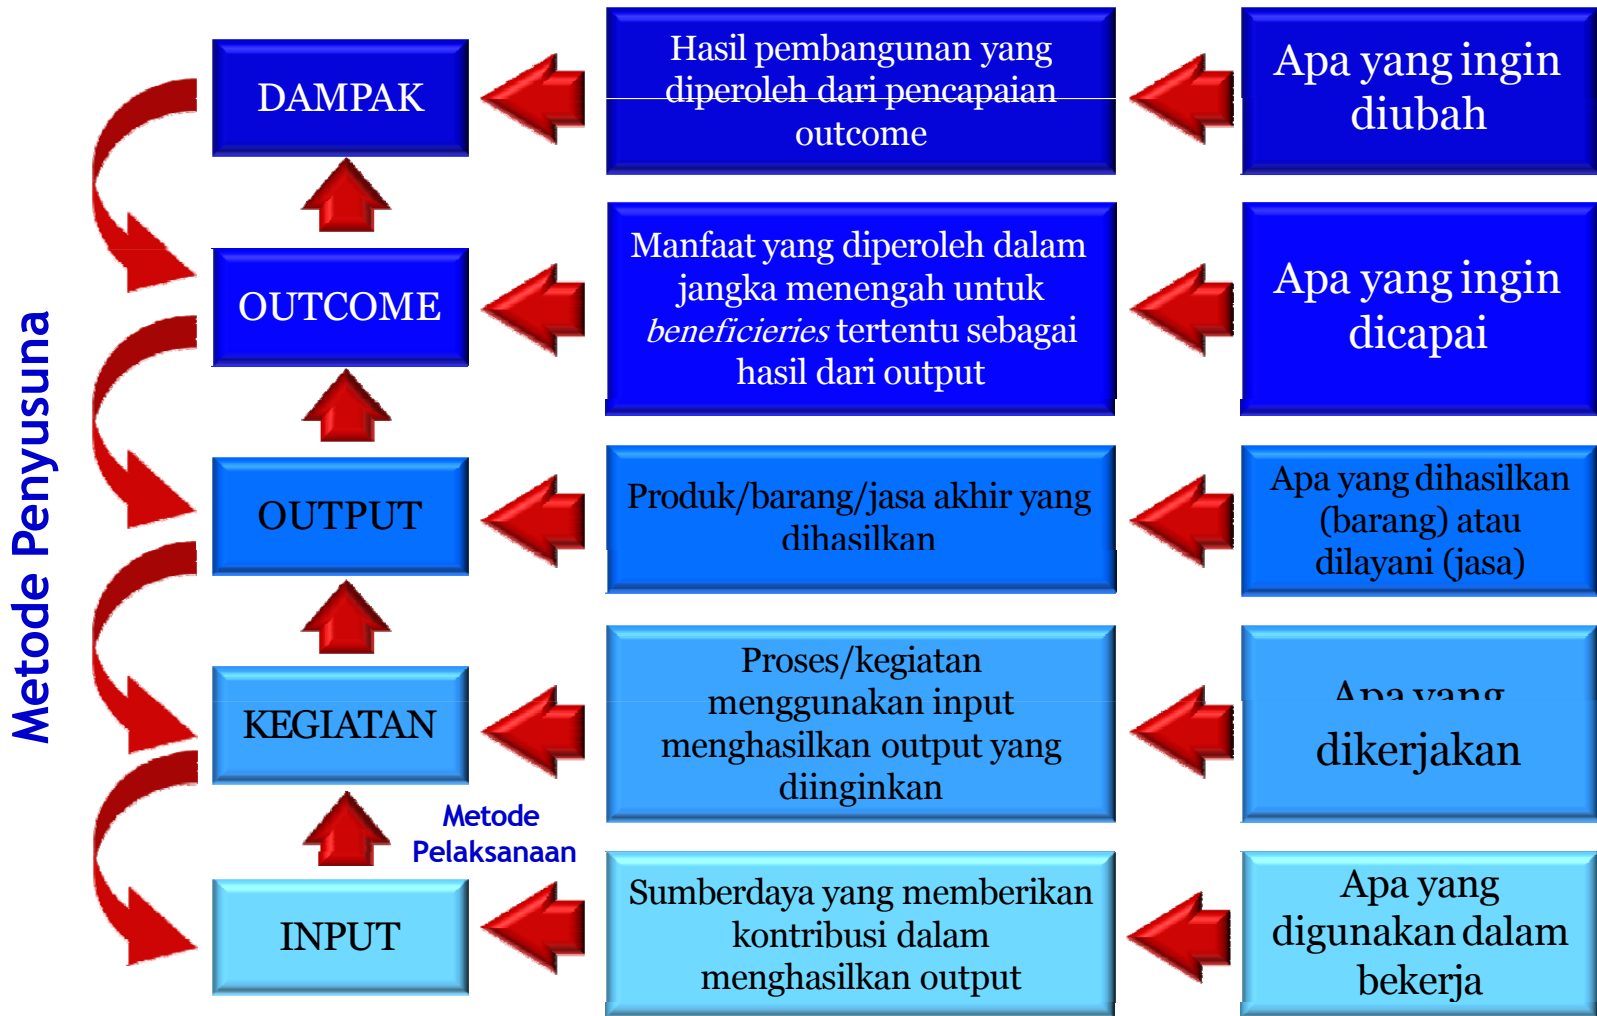 DAMPAK
Hasil pembangunan yang
diperoleh dari pencapaian
outcome
Apa yang ingin
diubah
OUTCOME
Manfaat yang diperoleh dalam
jangka menengah untuk
beneficieries tertentu sebagai
hasil dari output
Apa yang ingin
dicapai
OUTPUT
Produk/barang/jasa akhir yang
dihasilkan
Apa yang dihasilkan
(barang) atau
dilayani (jasa)
KEGIATAN
Proses/kegiatan
menggunakan input
menghasilkan output yang
diinginkan
Apa yang
dikerjakan
INPUT
Sumberdaya yang memberikan
kontribusi dalam
menghasilkan output
Apa yang
digunakan dalam
bekerja
Metode Penyusuna
Metode
Pelaksanaan